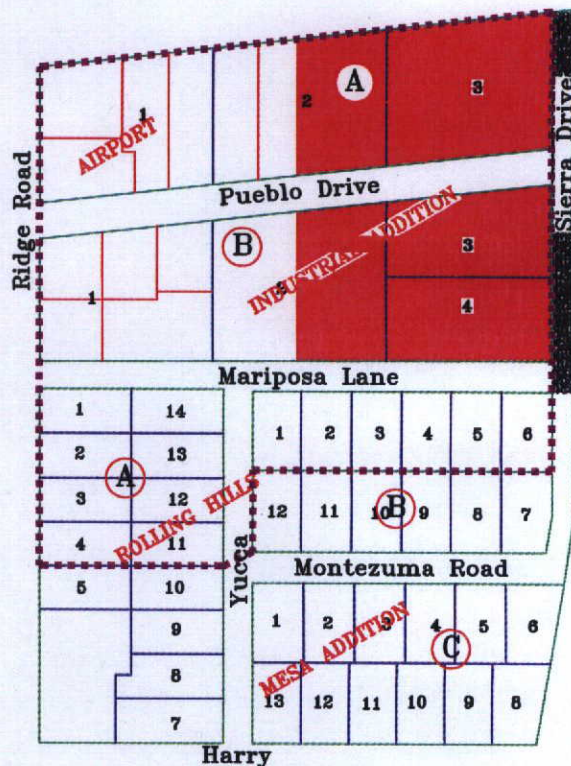 A
2
3
1
AIRPORT
Ridge Road
Sierra Drive
Pueblo Drive
B
INDUSTRIAL ADDITION
3
1
4
Mariposa Lane
1 14
2 13
A
3 12
4 11
5 10
9
8
7
ROLLING HILLS
Yucca
1 2 3 4 5 6
B
12 11 10 9 8 7
Montezuma Road
1 2 3 4 5 6
C
MESA ADDITION
13 12 11 10 9 8
Harry